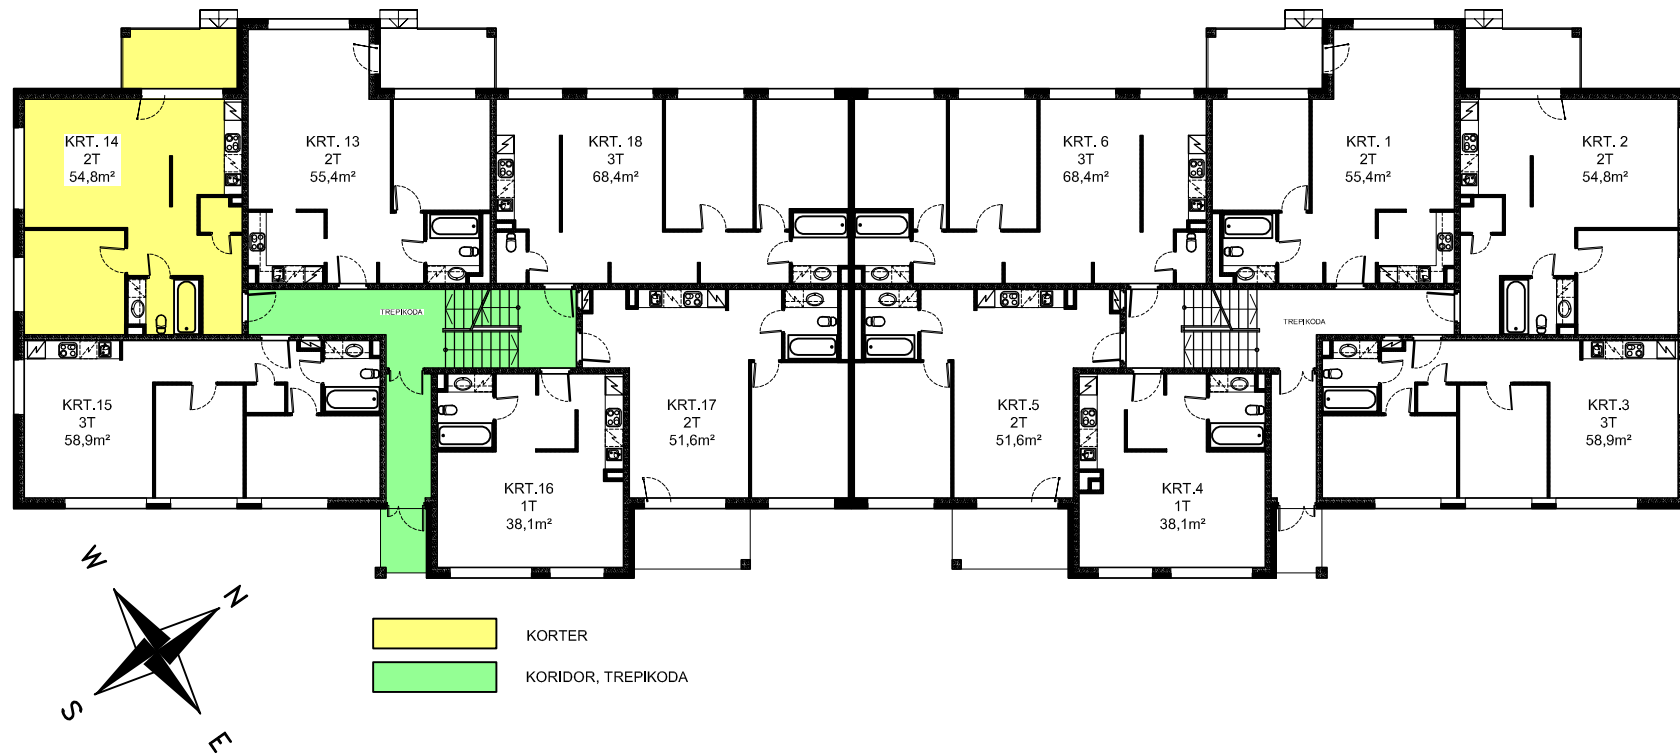 KRT. 14
2T
54,8m²
KRT. 13
2T
55,4m²
KRT. 18
3T
68,4m²
KRT. 6
3T
68,4m²
KRT. 1
2T
55,4m²
KRT. 2
2T
54,8m²
TREPIKODA
TREPIKODA
KRT.15
3T
58,9m²
KRT.16
1T
38,1m²
KRT.17
2T
51,6m²
KRT.5
2T
51,6m²
KRT.4
1T
38,1m²
KRT.3
3T
58,9m²
W
N
S
E
KORTER
KORIDOR, TREPIKODA